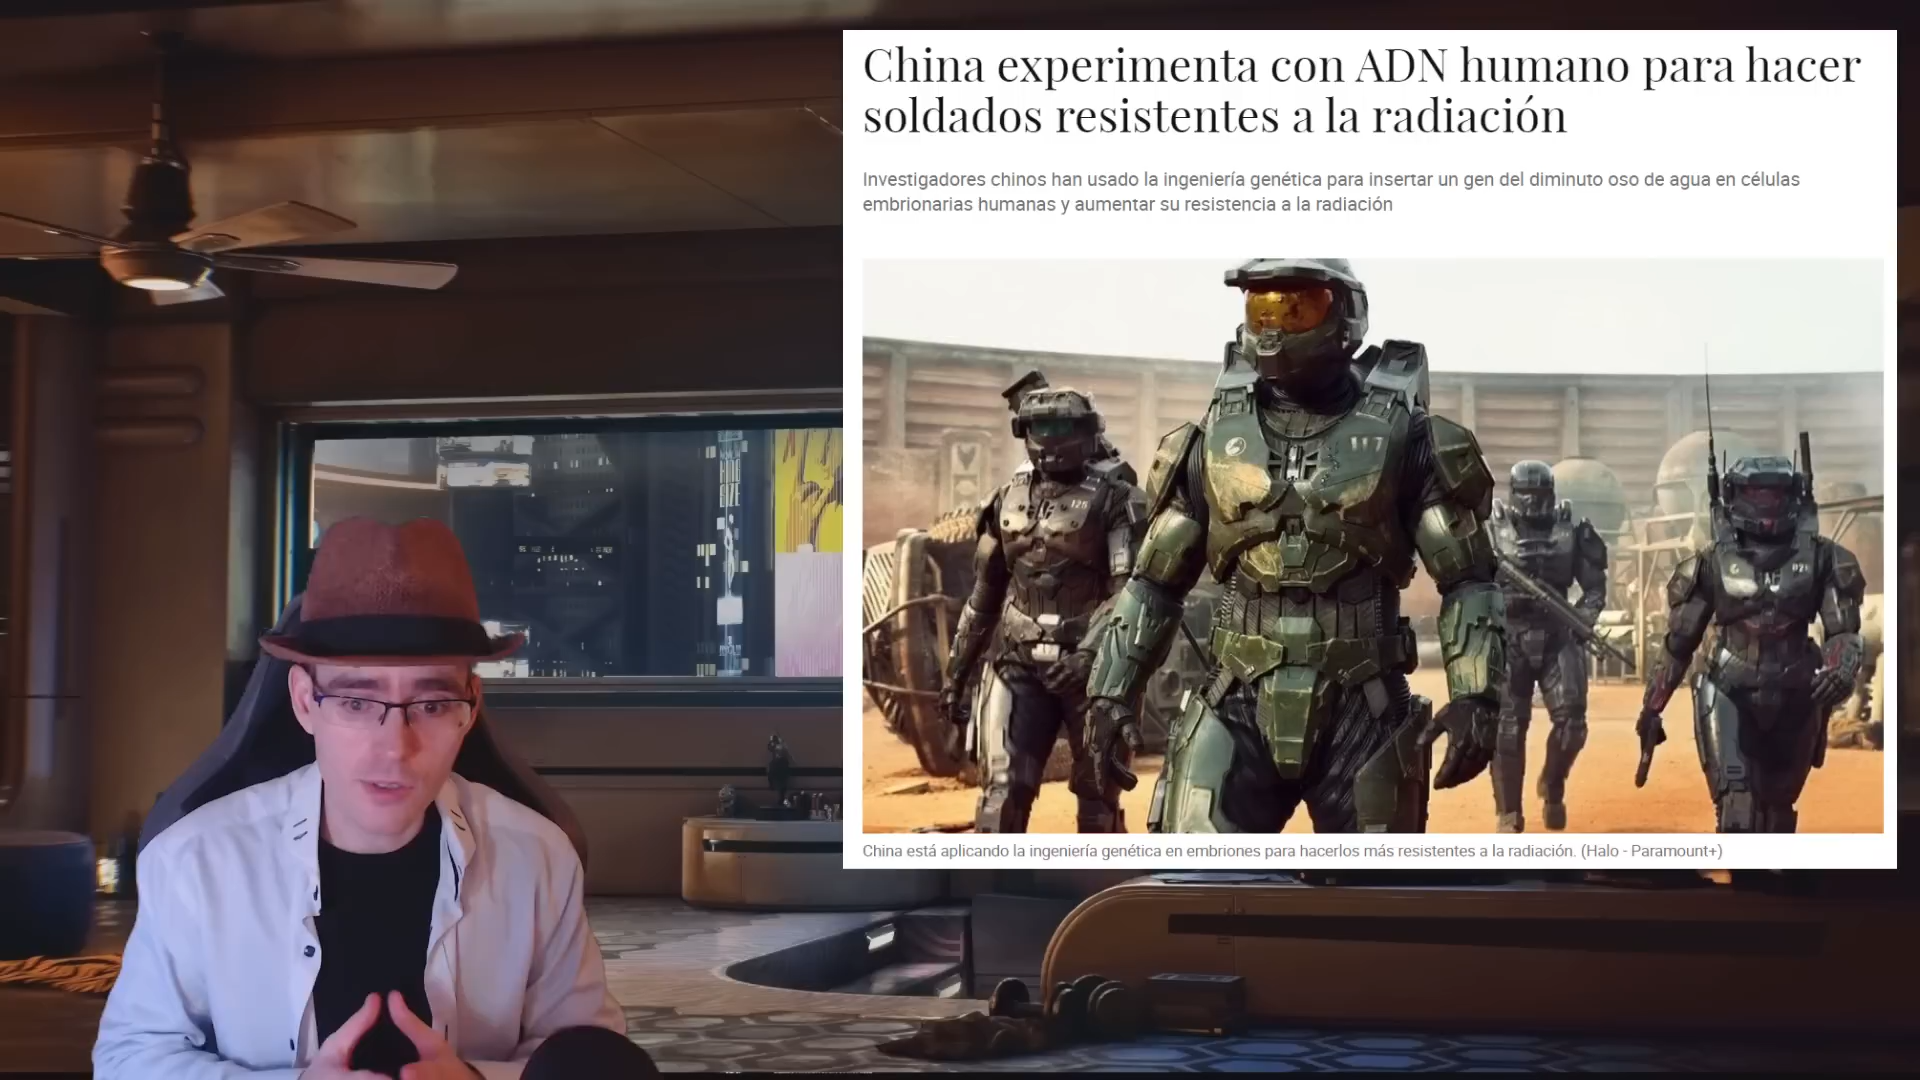 China experimenta con ADN humano para hacer
soldados resistentes a la radiación
Investigadores chinos han usado la ingeniería genética para insertar un gen del diminuto oso de agua en células
embrionarias humanas y aumentar su resistencia a la radiación
117
125
China está aplicando la ingeniería genética en embriones para hacerlos más resistentes a la radiación. (Halo - Paramount+)